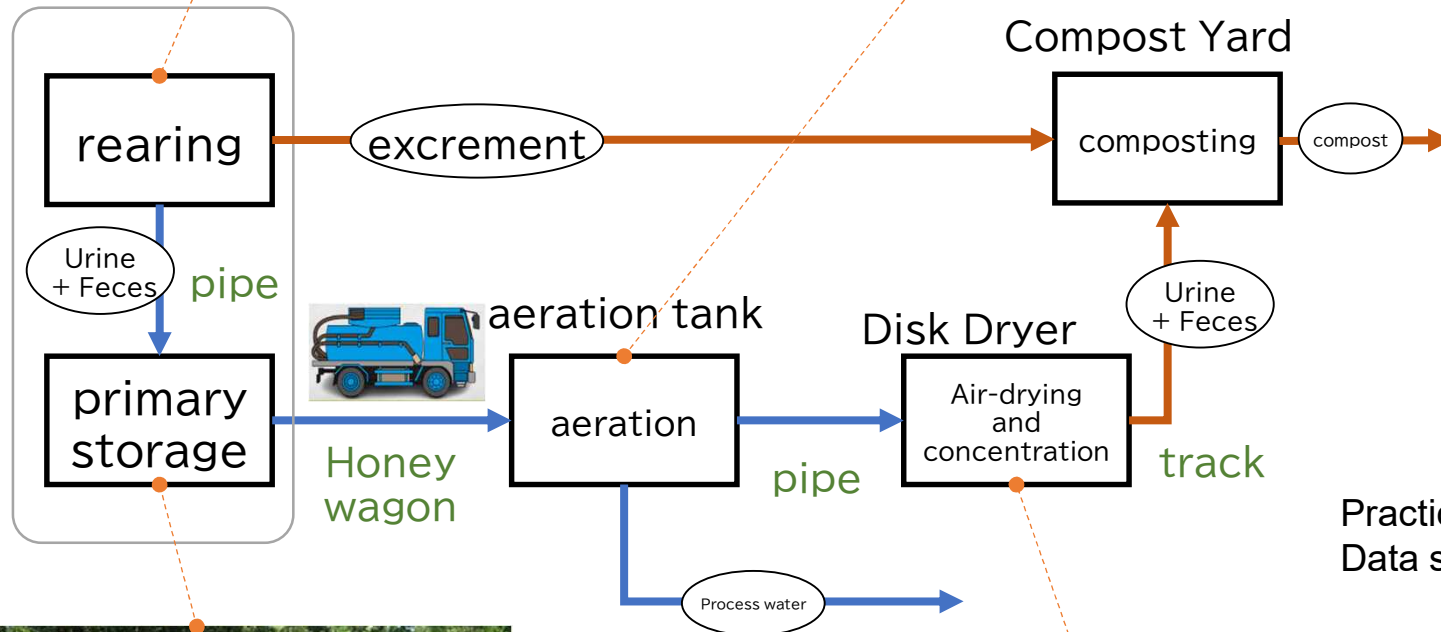 Compost Yard
rearing
excrement
composting
compost
Urine
+ Feces
pipe
Urine
+ Feces
aeration tank
Disk Dryer
primary
storage
Honey
wagon
aeration
pipe
Air-drying
and
concentration
track
Process water
Data